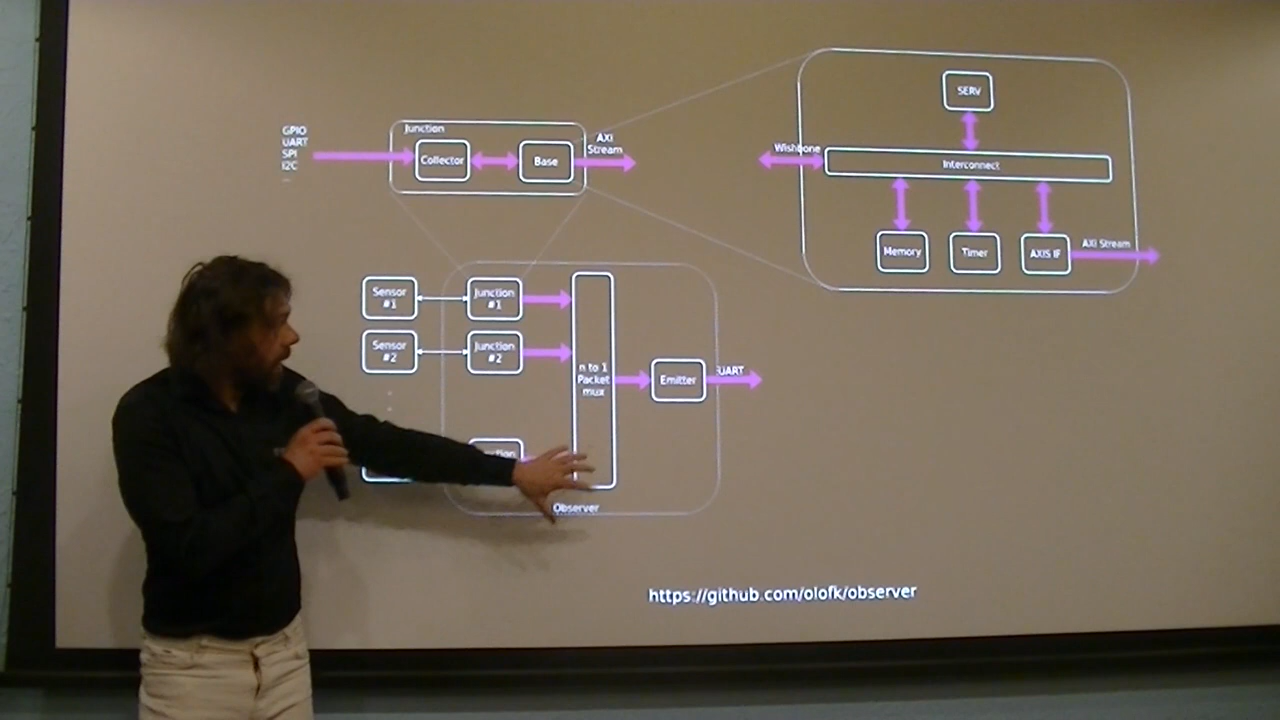 GPIO
UART
SPI
I2C
...
Junction
Collector
Base
AXI
Stream
SERV
Wishbone
Interconnect
Memory
Timer
AXIS IF
AXI Stream
Sensor
#1
Junction
#1
Sensor
#2
Junction
#2
n to 1
Packet
mux
Emitter
UART
Observer
https://github.com/olofk/observer